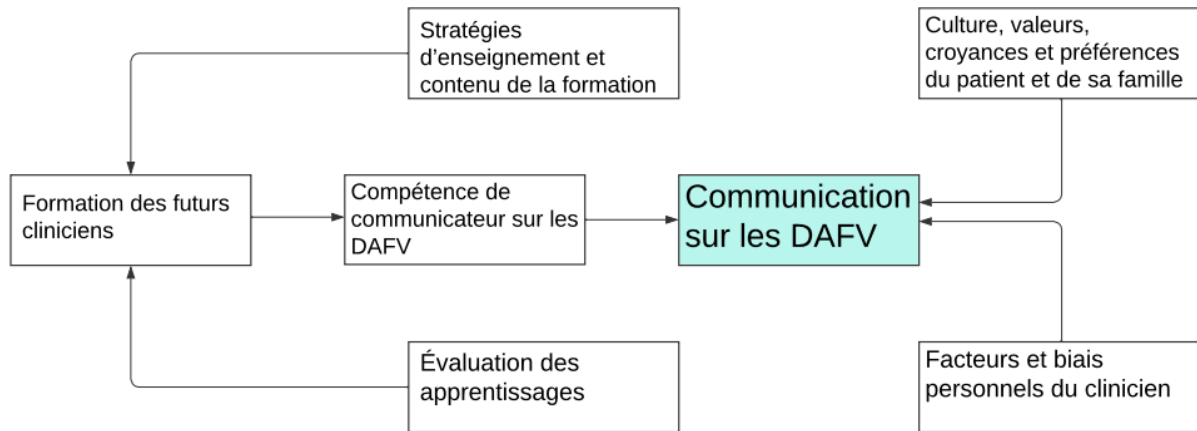 Stratégies
d'enseignement et
contenu de la formation
Culture, valeurs,
croyances et préférences
du patient et de sa famille
Formation des futurs
cliniciens
Compétence de
communicateur sur les
DAFV
Communication
sur les DAFV
Évaluation des
apprentissages
Facteurs et biais
personnels du clinicien